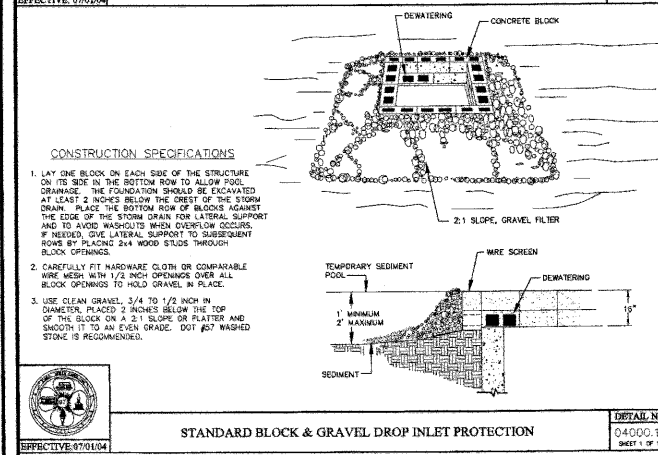 EFFECTIVE: 07/01/04
DEWATERING
CONCRETE BLOCK
2:1 SLOPE, GRAVEL FILTER
CONSTRUCTION SPECIFICATIONS
1. LAY ONE BLOCK ON EACH SIDE OF THE STRUCTURE
ON ITS SIDE IN THE BOTTOM ROW TO ALLOW POOL
DRAINAGE. THE FOUNDATION SHOULD BE EXCAVATED
AT LEAST 2 INCHES BELOW THE CREST OF THE STORM
DRAIN. PLACE THE BOTTOM ROW OF BLOCKS AGAINST
THE EDGE OF THE STORM DRAIN FOR LATERAL SUPPORT
AND TO AVOID WASHOUTS WHEN OVERFLOW OCCURS.
IF NEEDED, GIVE LATERAL SUPPORT TO SUBSEQUENT
ROWS BY PLACING 2x4 WOOD STUDS THROUGH
BLOCK OPENINGS.
2. CAREFULLY FIT HARDWARE CLOTH OR COMPARABLE
WIRE MESH WITH 1/2 INCH OPENINGS OVER ALL
BLOCK OPENINGS TO HOLD GRAVEL IN PLACE.
3. USE CLEAN GRAVEL, 3/4 TO 1/2 INCH IN
DIAMETER, PLACED 2 INCHES BELOW THE TOP
OF THE BLOCK ON A 2:1 SLOPE OR FLATTER AND
SMOOTH IT TO AN EVEN GRADE. DOT #57 WASHED
STONE IS RECOMMENDED.
WIRE SCREEN
TEMPORARY SEDIMENT
POOL
DEWATERING
1' MINIMUM
2' MAXIMUM
16"
SEDIMENT
STANDARD BLOCK & GRAVEL DROP INLET PROTECTION
DETAIL N
04000.1
SHEET 1 OF 1
EFFECTIVE: 07/01/04